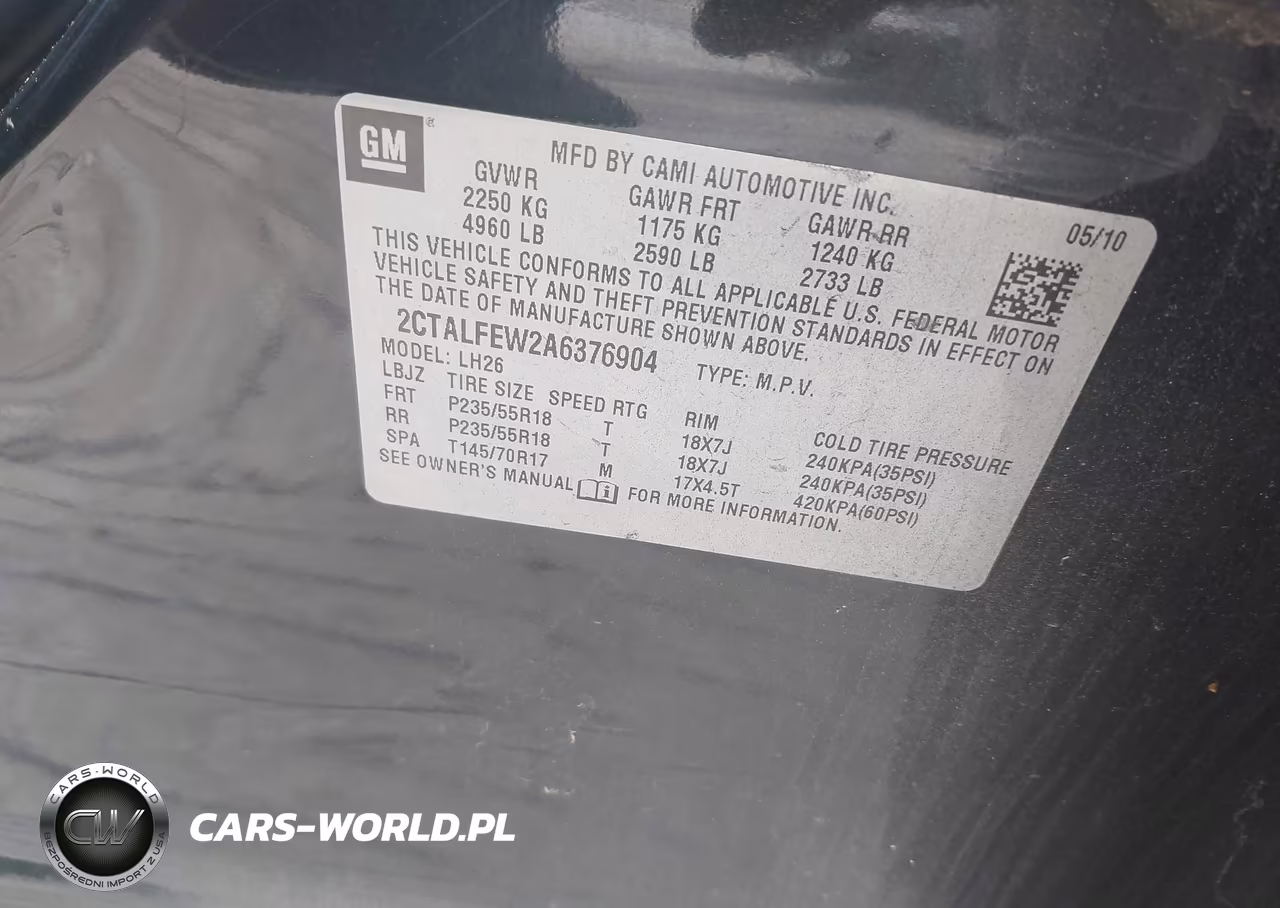 GM
MFD BY CAMI AUTOMOTIVE INC.
05/10
GVWR GAWR FRT GAWR RR
2250 KG 1175 KG 1240 KG
4960 LB 2590 LB 2733 LB
THIS VEHICLE CONFORMS TO ALL APPLICABLE U.S. FEDERAL MOTOR
VEHICLE SAFETY AND THEFT PREVENTION STANDARDS IN EFFECT ON
THE DATE OF MANUFACTURE SHOWN ABOVE.
2CTALFEW2A6376904 TYPE: M.P.V.
MODEL: LH26
LBJZ TIRE SIZE SPEED RTG RIM COLD TIRE PRESSURE
FRT P235/55R18 T 18X7J 240KPA(35PSI)
RR P235/55R18 T 18X7J 240KPA(35PSI)
SPA T145/70R17 M 17X4.5T 420KPA(60PSI)
SEE OWNER'S MANUAL FOR MORE INFORMATION.
CARS-WORLD
CW
BEZPOŚREDNI IMPORT Z USA
CARS-WORLD.PL